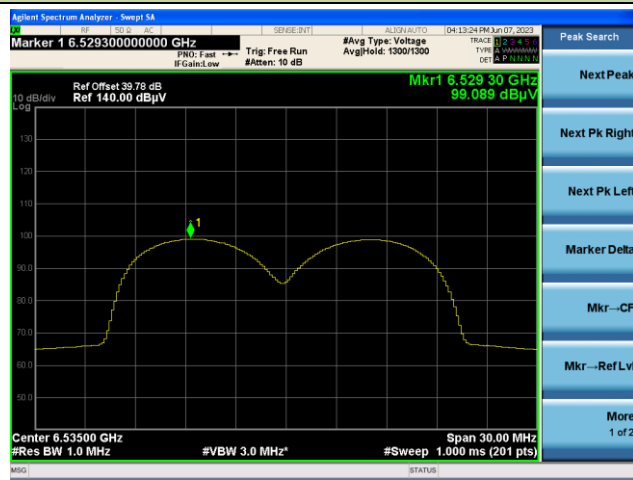 Agilent Spectrum Analyzer - Swept SA
RF 50 Ω AC SENSE:INT ALIGNAUTO 04:13:24 PM Jun 07, 2023
Marker 1 6.529300000000 GHz
PNO: Fast
IFGain:Low
Trig: Free Run
#Atten: 10 dB
#Avg Type: Voltage
Avg|Hold: 1300/1300
TRACE 1 2 3 4 5 6
TYPE A
DET A P N N N N
Peak Search
Mkr1 6.529 30 GHz
99.089 dBµV
Ref Offset 39.78 dB
10 dB/div Ref 140.00 dBµV
Log
130
120
110
100
90.0
80.0
70.0
60.0
50.0
1
Center 6.53500 GHz
Span 30.00 MHz
#Res BW 1.0 MHz
#VBW 3.0 MHz*
#Sweep 1.000 ms (201 pts)
MSG
STATUS
Next Peak
Next Pk Right
Next Pk Left
Marker Delta
Mkr→CF
Mkr→Ref Lvl
More
1 of 2